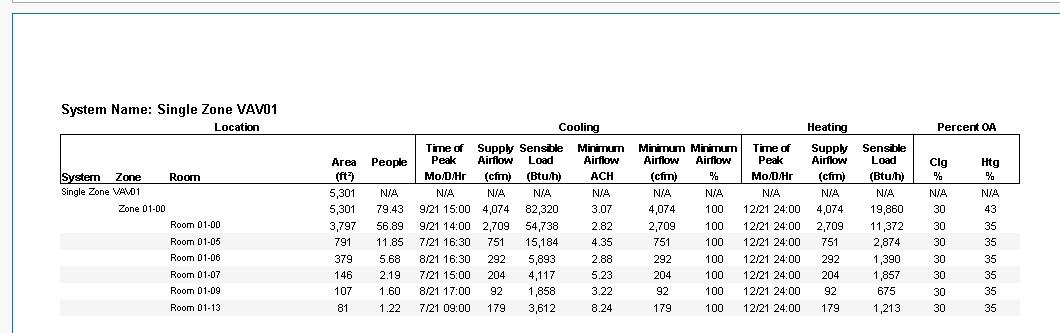 System Name: Single Zone VAV01
Location Cooling Heating Percent OA
Time of Supply Sensible Minimum Minimum Minimum Time of Supply Sensible
Area People Peak Airflow Load Airflow Airflow Airflow Peak Airflow Load Clg Htg
System Zone Room (ft²) Mo/D/Hr (cfm) (Btu/h) ACH (cfm) % Mo/D/Hr (cfm) (Btu/h) % %
Single Zone VAV01 5,301 N/A N/A N/A N/A N/A N/A N/A N/A N/A N/A N/A N/A
Zone 01-00 5,301 79.43 9/21 15:00 4,074 82,320 3.07 4,074 100 12/21 24:00 4,074 19,860 30 43
Room 01-00 3,797 56.89 9/21 14:00 2,709 54,738 2.82 2,709 100 12/21 24:00 2,709 11,372 30 35
Room 01-05 791 11.85 7/21 16:30 751 15,184 4.35 751 100 12/21 24:00 751 2,874 30 35
Room 01-06 379 5.68 8/21 16:30 292 5,893 2.88 292 100 12/21 24:00 292 1,390 30 35
Room 01-07 146 2.19 7/21 15:00 204 4,117 5.23 204 100 12/21 24:00 204 1,857 30 35
Room 01-09 107 1.60 8/21 17:00 92 1,858 3.22 92 100 12/21 24:00 92 675 30 35
Room 01-13 81 1.22 7/21 09:00 179 3,612 8.24 179 100 12/21 24:00 179 1,213 30 35